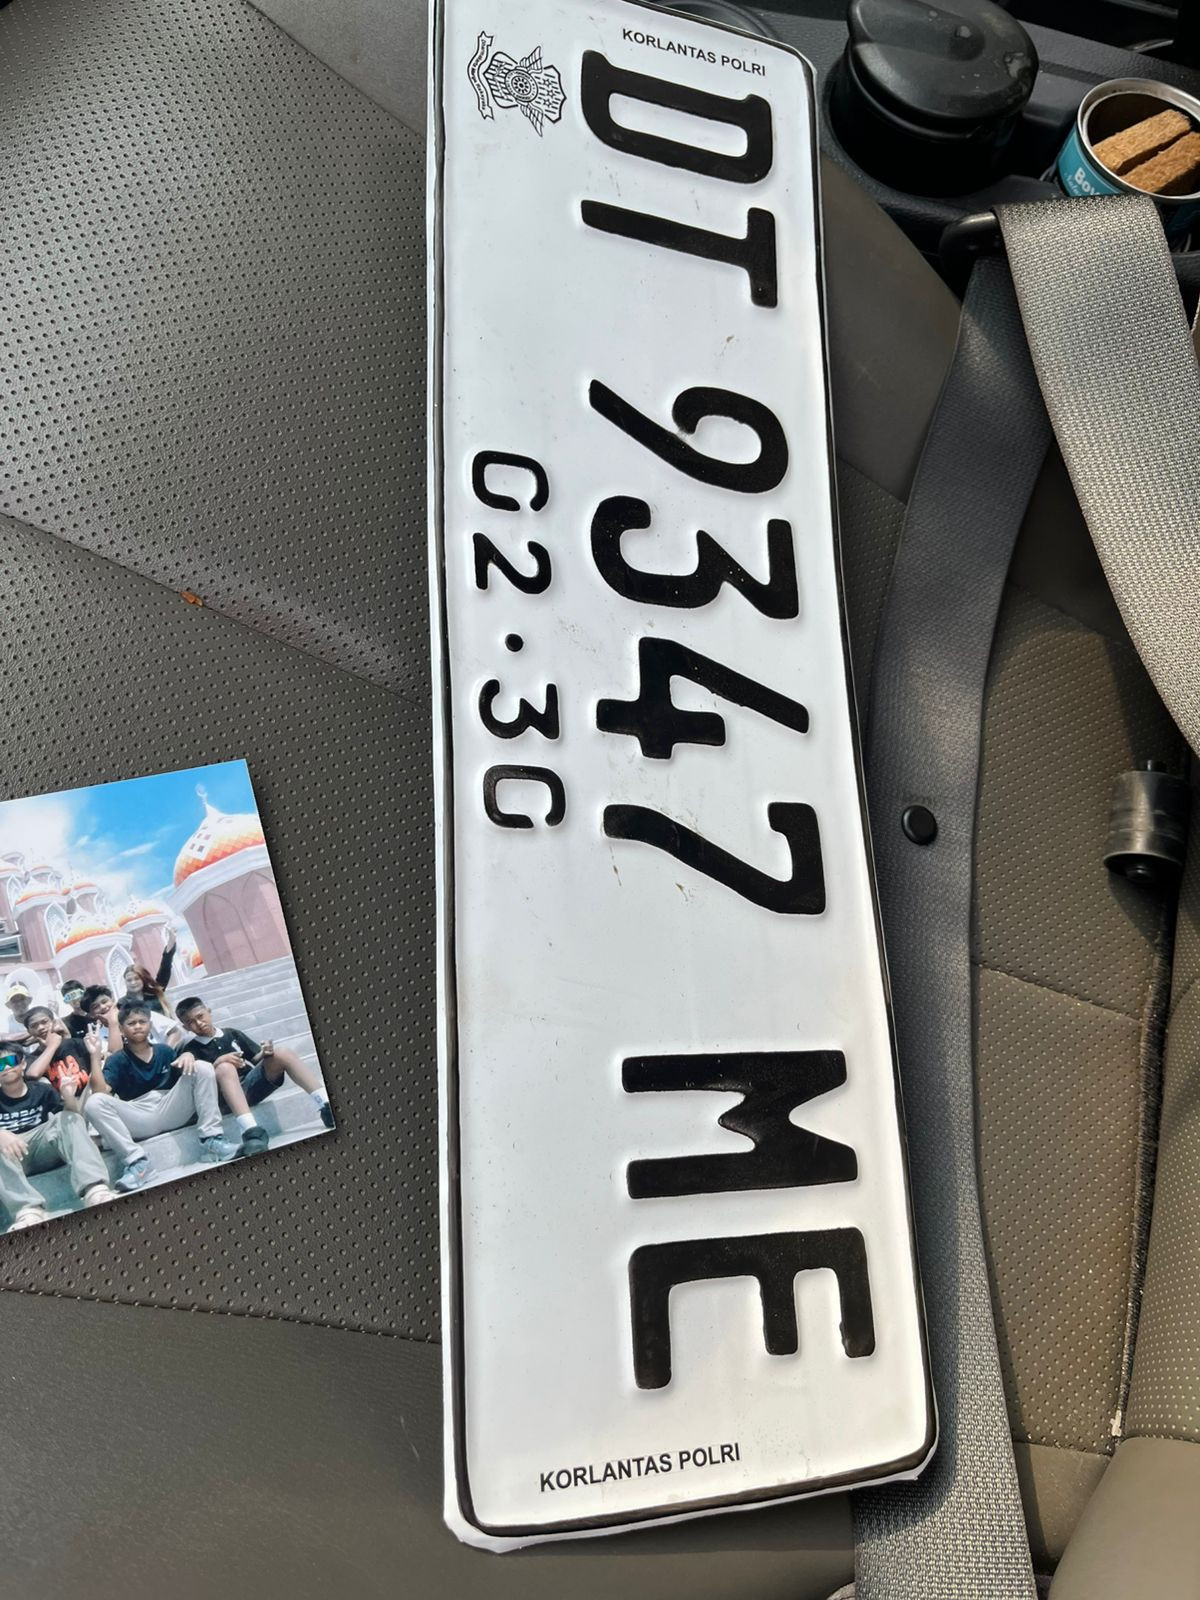 KORLANTAS POLRI
DT 9347 ME
02·30
KORLANTAS POLRI